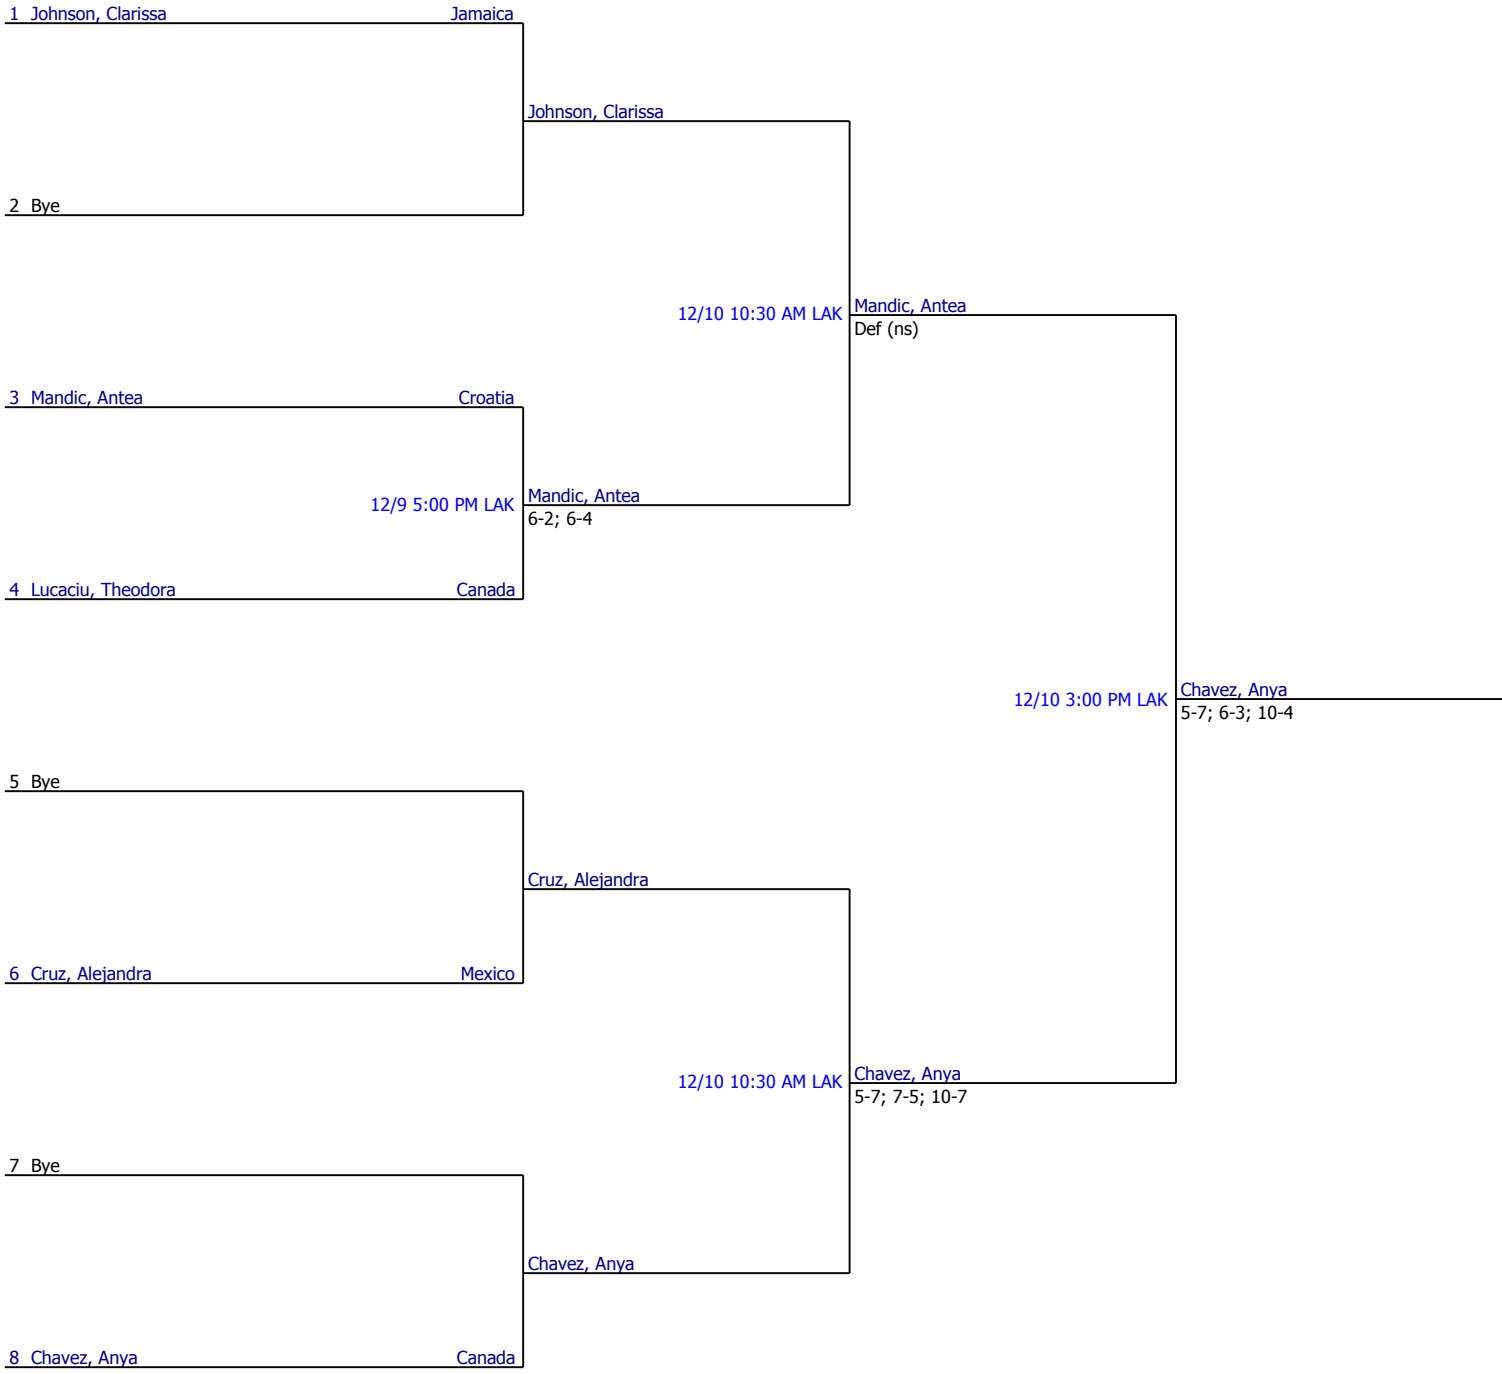 1 Johnson, Clarissa Jamaica
Johnson, Clarissa
2 Bye
12/10 10:30 AM LAK Mandic, Antea
Def (ns)
3 Mandic, Antea Croatia
12/9 5:00 PM LAK Mandic, Antea
6-2; 6-4
4 Lucaciu, Theodora Canada
12/10 3:00 PM LAK Chavez, Anya
5-7; 6-3; 10-4
5 Bye
Cruz, Alejandra
6 Cruz, Alejandra Mexico
12/10 10:30 AM LAK Chavez, Anya
5-7; 7-5; 10-7
7 Bye
Chavez, Anya
8 Chavez, Anya Canada